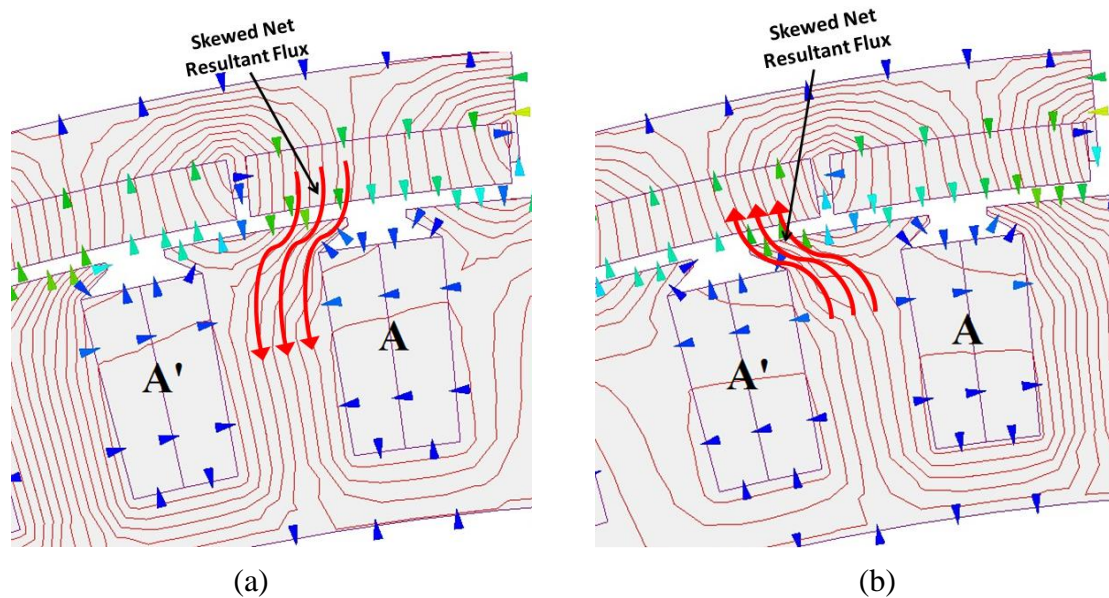 Skewed Net
Resultant Flux
A'
A
(a)
Skewed Net
Resultant Flux
A'
A
(b)